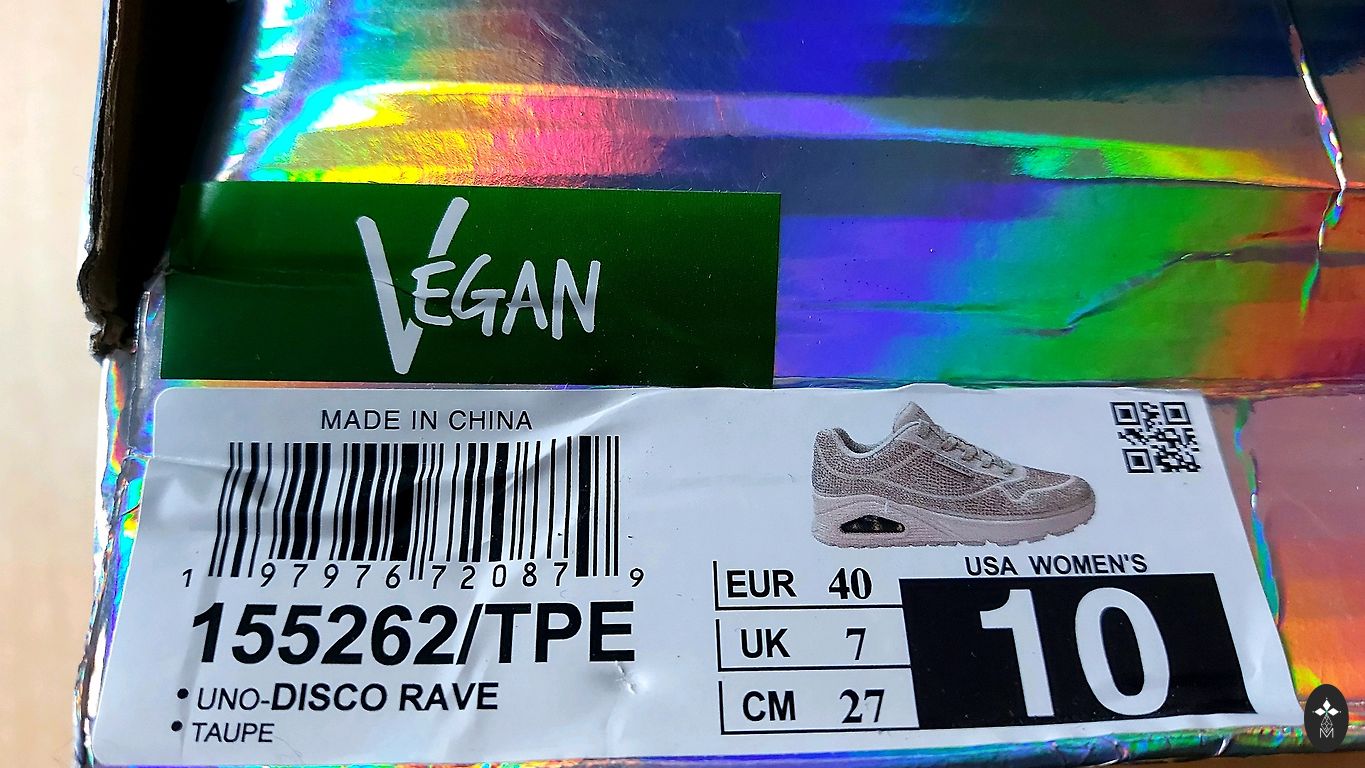 VEGAN
MADE IN CHINA
1 97976 72087 9
155262/TPE
• UNO-DISCO RAVE
• TAUPE
USA WOMEN'S
EUR 40
UK 7
CM 27
10
M